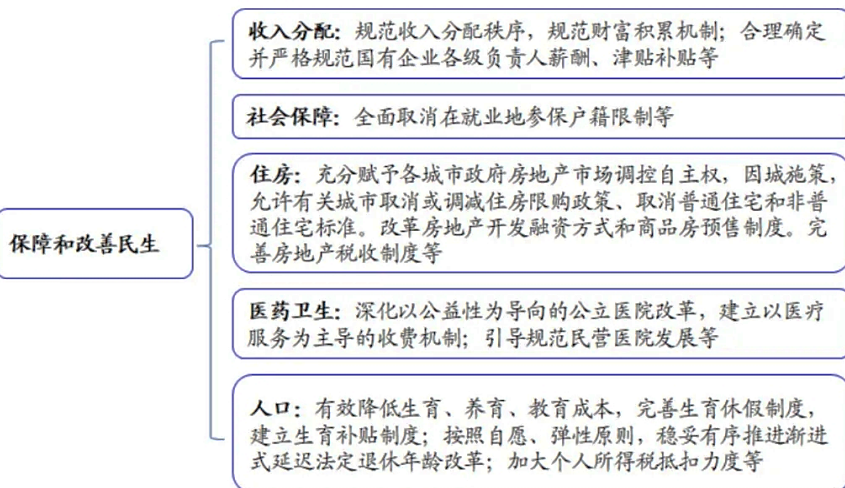 收入分配：规范收入分配秩序，规范财富积累机制；合理确定
并严格规范国有企业各级负责人薪酬、津贴补贴等
社会保障：全面取消在就业地参保户籍限制等
住房：充分赋予各城市政府房地产市场调控自主权，因城施策，
允许有关城市取消或调减住房限购政策、取消普通住宅和非普
通住宅标准。改革房地产开发融资方式和商品房预售制度。完
善房地产税收制度等
保障和改善民生
医药卫生：深化以公益性为导向的公立医院改革，建立以医疗
服务为主导的收费机制；引导规范民营医院发展等
人口：有效降低生育、养育、教育成本，完善生育休假制度，
建立生育补贴制度；按照自愿、弹性原则，稳妥有序推进渐进
式延迟法定退休年龄改革；加大个人所得税抵扣力度等